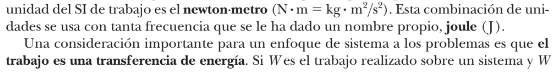 unidad del SI de trabajo es el newton·metro (N · m = kg · m²/s²). Esta combinación de uni-
dades se usa con tanta frecuencia que se le ha dado un nombre propio, joule ( J ).
Una consideración importante para un enfoque de sistema a los problemas es que el
trabajo es una transferencia de energía. Si W es el trabajo realizado sobre un sistema y W